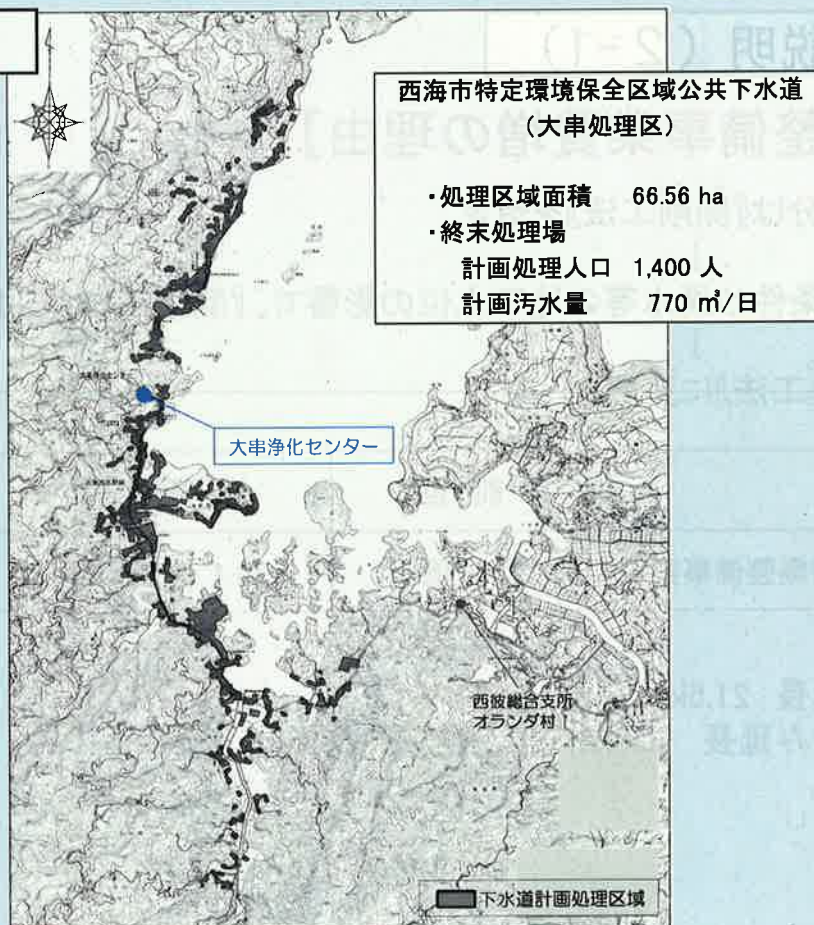 西海市特定環境保全区域公共下水道
(大串処理区)
・処理区域面積　66.56 ha
・終末処理場
計画処理人口　1,400 人
計画汚水量　770 ㎥/日
大串浄化センター
西彼総合支所
オランダ村
下水道計画処理区域